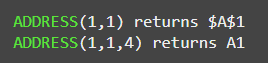 ADDRESS(1,1) returns $A$1
ADDRESS(1,1,4) returns A1